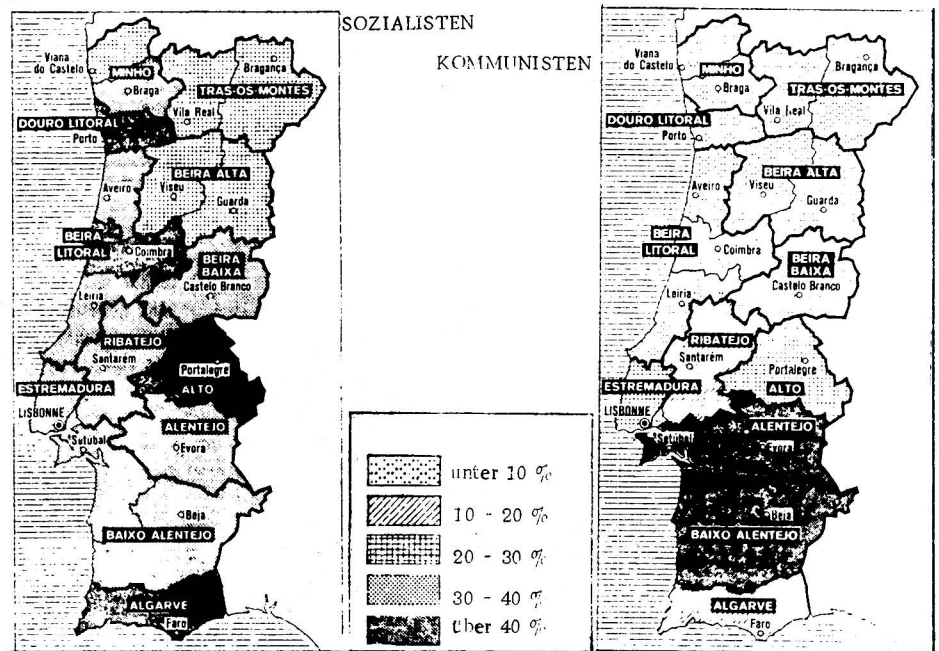 SOZIALISTEN
Viana
do Castelo
MINHO
Braga
Bragança
TRAS-OS-MONTES
Vila Real
DOURO LITORAL
Porto
BEIRA ALTA
Aveiro
Viseu
Guarda
BEIRA
LITORAL
Coimbra
BEIRA
BAIXA
Castelo Branco
Leiria
RIBATEJO
Santarém
Portalegre
ALTO
ESTREMADURA
LISBONNE
ALENTEJO
Setúbal
Evora
Beja
BAIXO ALENTEJO
ALGARVE
Faro
KOMMUNISTEN
Viana
do Castelo
MINHO
Braga
Bragança
TRAS-OS-MONTES
Vila Real
DOURO LITORAL
Porto
BEIRA ALTA
Aveiro
Viseu
Guarda
BEIRA
LITORAL
Coimbra
BEIRA
BAIXA
Castelo Branco
Leiria
RIBATEJO
Santarém
Portalegre
ALTO
ESTREMADURA
LISBONNE
ALENTEJO
Setúbal
Evora
Beja
BAIXO ALENTEJO
ALGARVE
Faro
unter 10 %
10 - 20 %
20 - 30 %
30 - 40 %
über 40 %